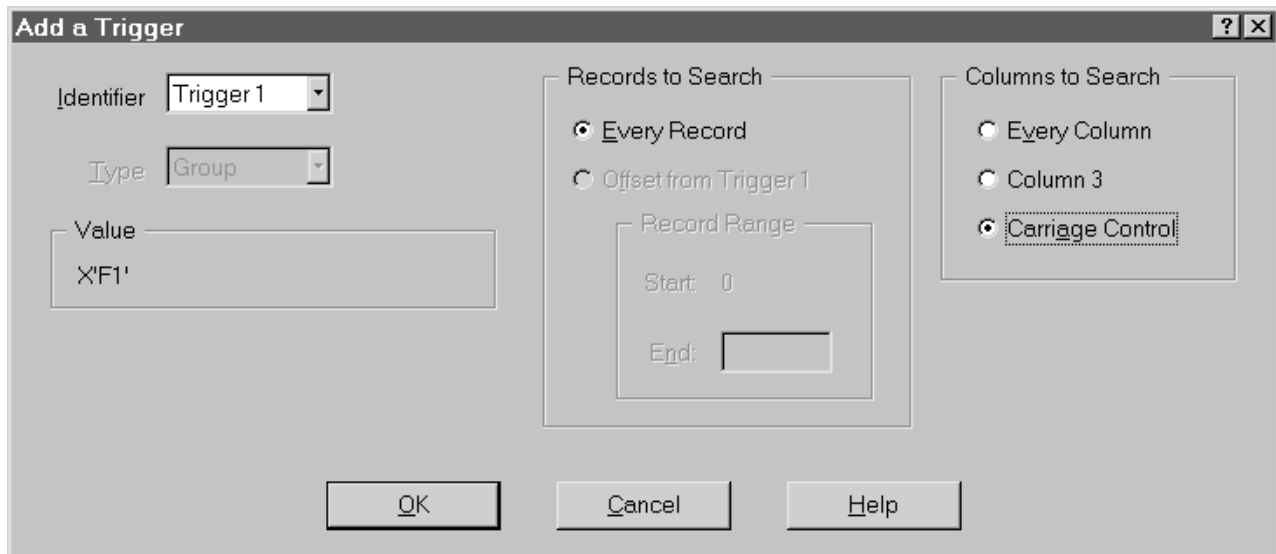 Add a Trigger
Identifier Trigger 1
Type Group
Value
X'F1'
Records to Search
Every Record
Offset from Trigger 1
Record Range
Start: 0
End:
Columns to Search
Every Column
Column 3
Carriage Control
OK Cancel Help